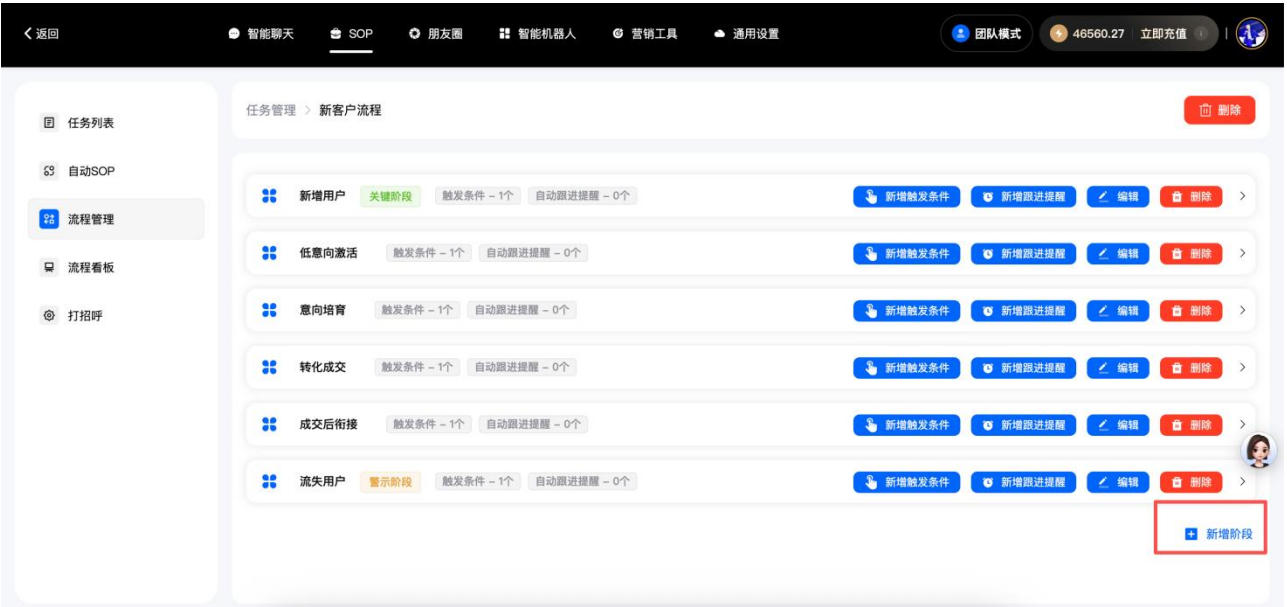 返回 智能聊天 SOP 朋友圈 智能机器人 营销工具 通用设置 团队模式 46560.27 立即充值
任务列表
自动SOP
流程管理
流程看板
打招呼
任务管理 > 新客户流程 删除
新增用户 关键阶段 触发条件 – 1个 自动跟进提醒 – 0个 新增触发条件 新增跟进提醒 编辑 删除
低意向激活 触发条件 – 1个 自动跟进提醒 – 0个 新增触发条件 新增跟进提醒 编辑 删除
意向培育 触发条件 – 1个 自动跟进提醒 – 0个 新增触发条件 新增跟进提醒 编辑 删除
转化成交 触发条件 – 1个 自动跟进提醒 – 0个 新增触发条件 新增跟进提醒 编辑 删除
成交后衔接 触发条件 – 1个 自动跟进提醒 – 0个 新增触发条件 新增跟进提醒 编辑 删除
流失用户 警示阶段 触发条件 – 1个 自动跟进提醒 – 0个 新增触发条件 新增跟进提醒 编辑 删除
新增阶段